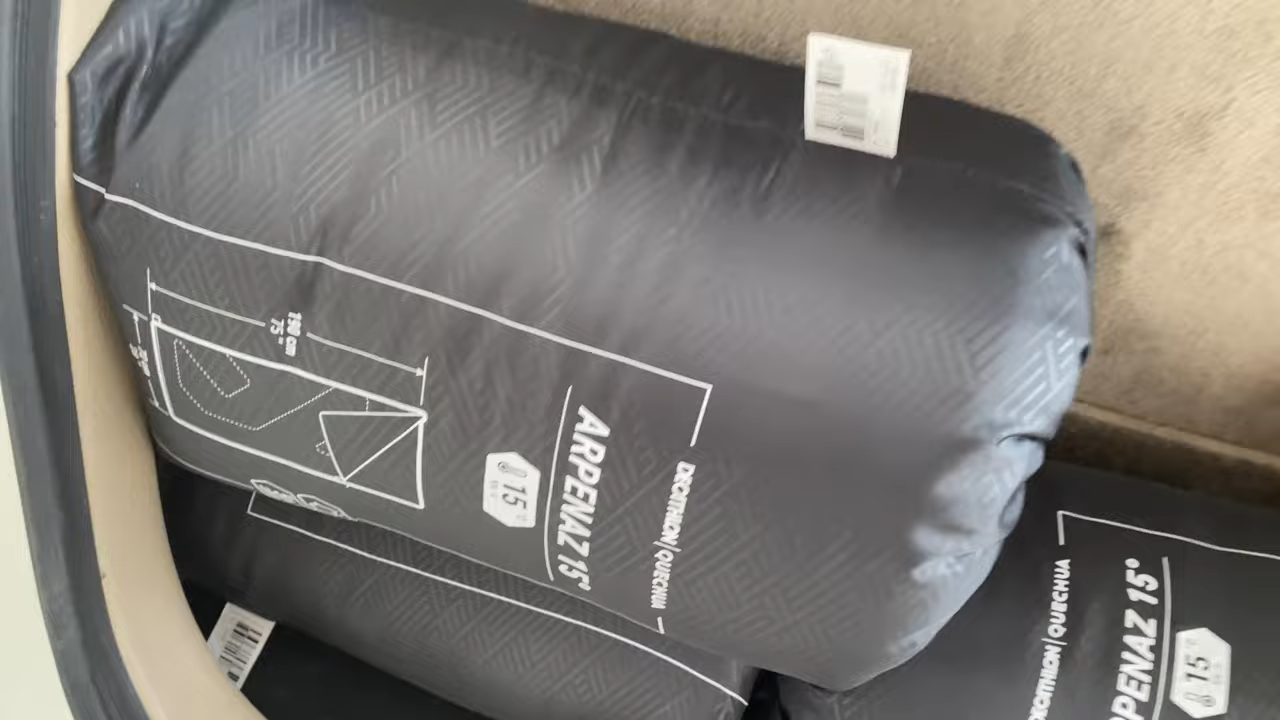 DECATHLON | QUECHUA
ARPENAZ 15°
15
190 cm
75 "
DECATHLON | QUECHUA
PENAZ 15°
15